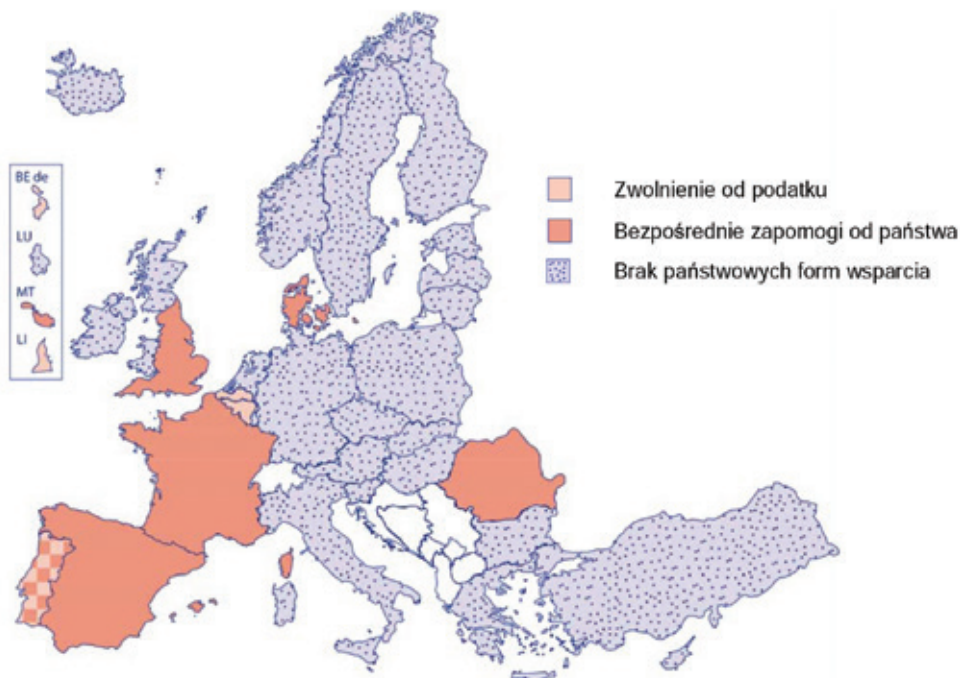 BE de
LU
MT
LI
Zwolnienie od podatku
Bezpośrednie zapomogi od państwa
Brak państwowych form wsparcia